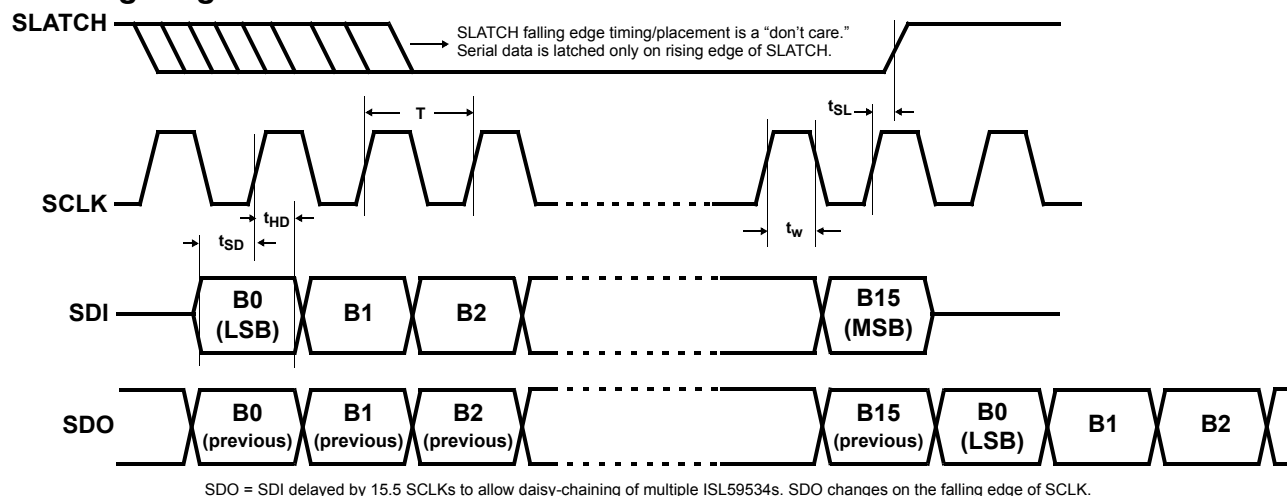 SLATCH
SLATCH falling edge timing/placement is a “don’t care.”
Serial data is latched only on rising edge of SLATCH.
T
tSL
SCLK
tHD
tSD
tw
SDI
B0
(LSB)
B1
B2
B15
(MSB)
SDO
B0
(previous)
B1
(previous)
B2
(previous)
B15
(previous)
B0
(LSB)
B1
B2
SDO = SDI delayed by 15.5 SCLKs to allow daisy-chaining of multiple ISL59534s. SDO changes on the falling edge of SCLK.